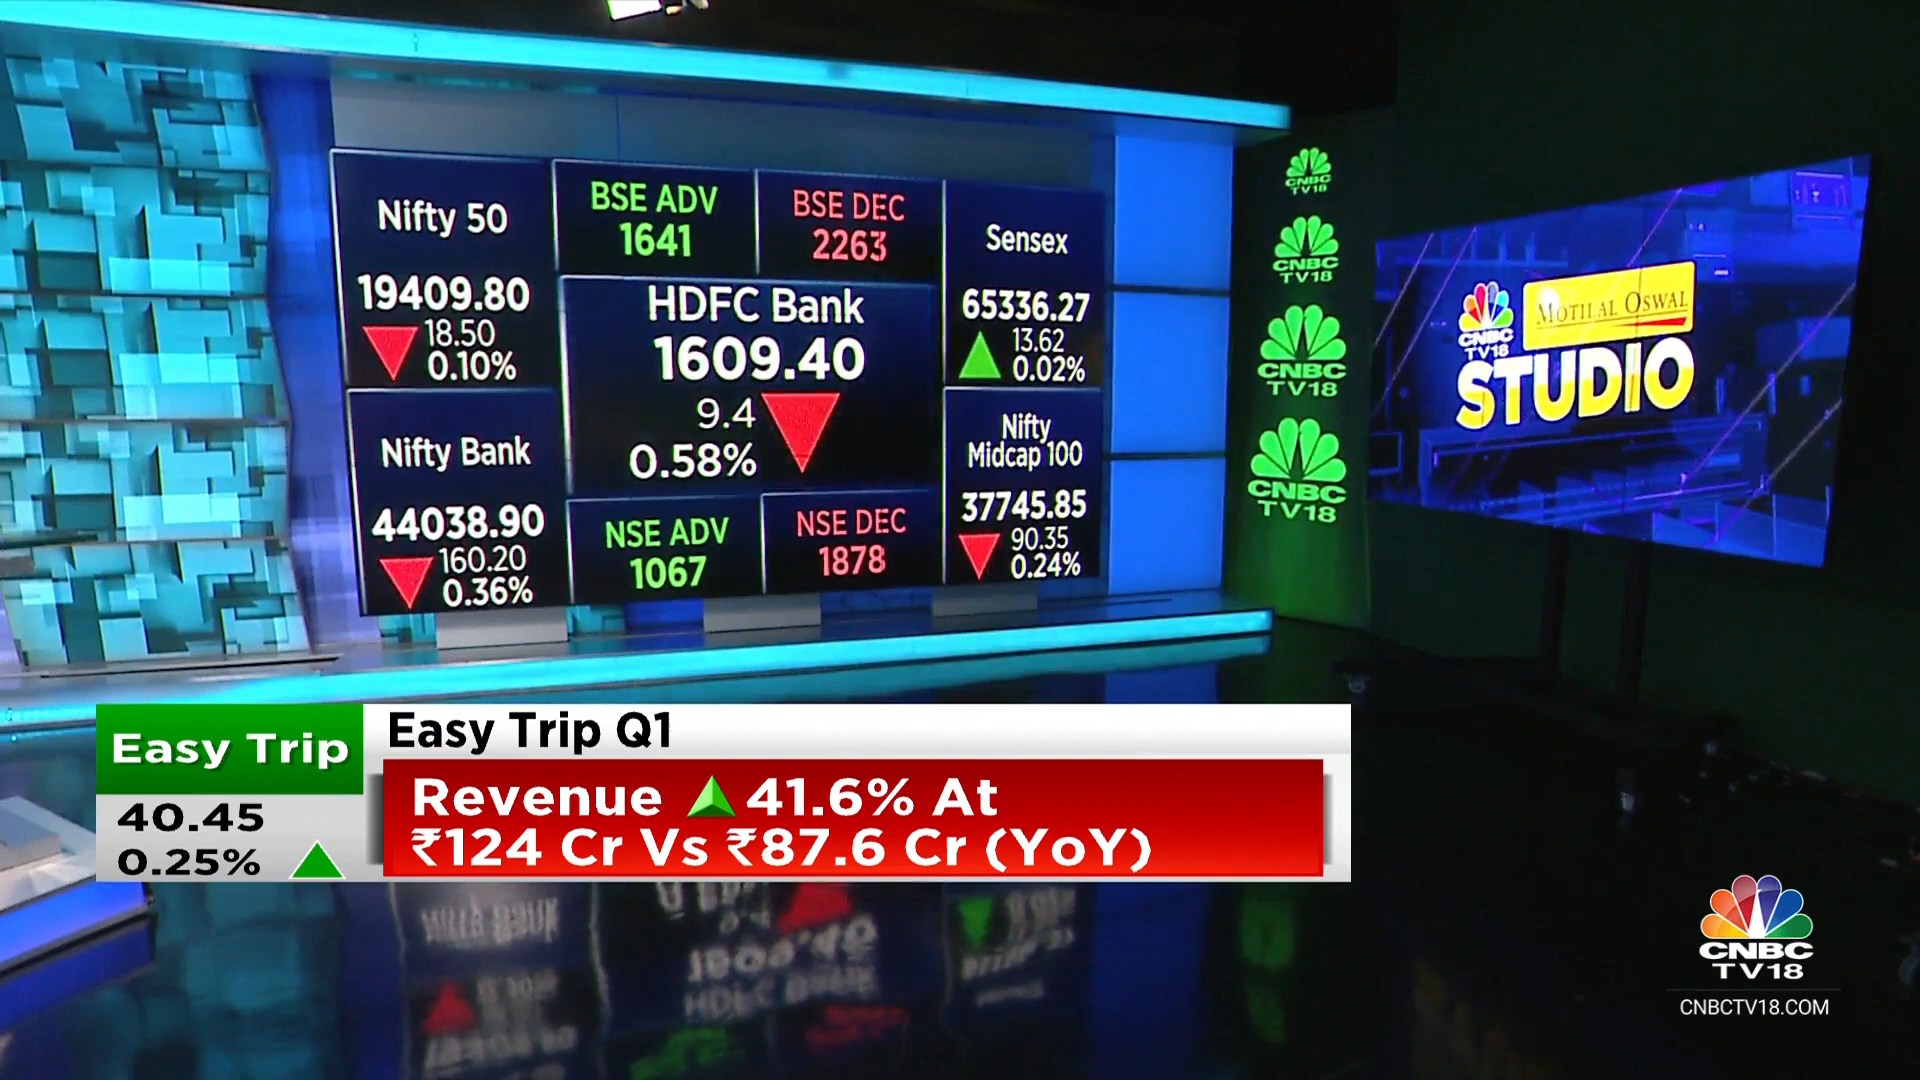 Nifty 50
19409.80
18.50
0.10%
BSE ADV
1641
BSE DEC
2263
Sensex
65336.27
13.62
0.02%
HDFC Bank
1609.40
9.4
0.58%
Nifty Bank
44038.90
160.20
0.36%
NSE ADV
1067
NSE DEC
1878
Nifty
Midcap 100
37745.85
90.35
0.24%
CNBC
TV18
CNBC
TV18
CNBC
TV18
CNBC
TV18
CNBC
TV18
MOTILAL OSWAL
STUDIO
Easy Trip
40.45
0.25%
Easy Trip Q1
Revenue 41.6% At
₹124 Cr Vs ₹87.6 Cr (YoY)
CNBC
TV18
CNBCTV18.COM